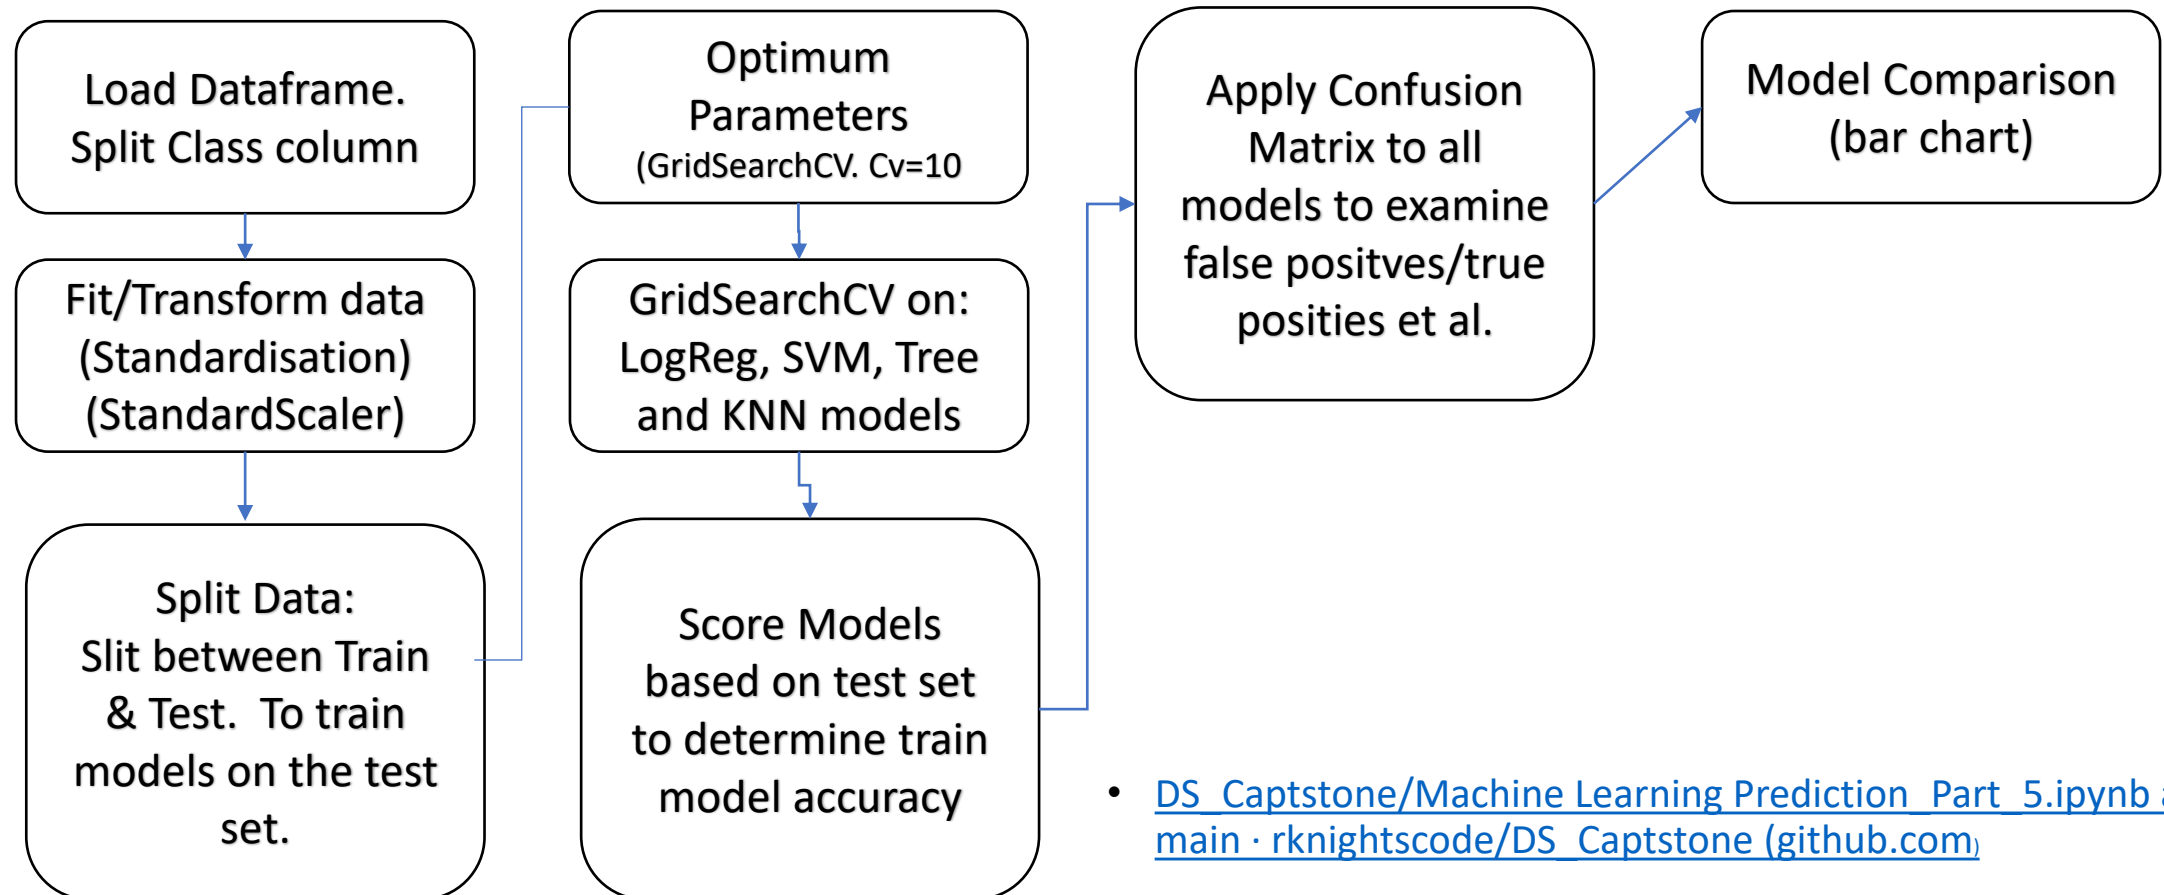 Load Dataframe.
Split Class column
Fit/Transform data
(Standardisation)
(StandardScaler)
Split Data:
Slit between Train
& Test. To train
models on the test
set.
Optimum
Parameters
(GridSearchCV. Cv=10
GridSearchCV on:
LogReg, SVM, Tree
and KNN models
Score Models
based on test set
to determine train
model accuracy
Apply Confusion
Matrix to all
models to examine
false positves/true
posities et al.
Model Comparison
(bar chart)
• DS_Captstone/Machine Learning Prediction_Part_5.ipynb a
main · rknightscode/DS_Captstone (github.com)